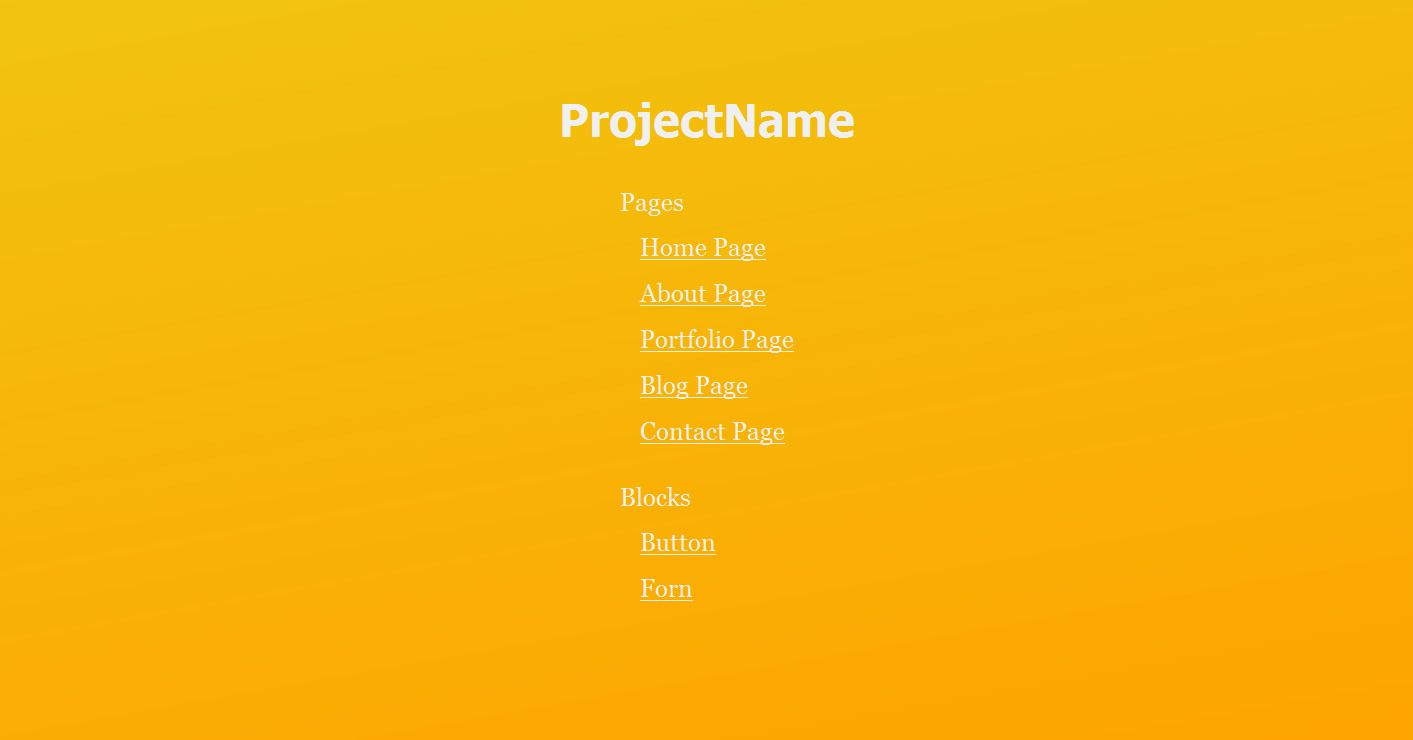 ProjectName
Pages
Home Page
About Page
Portfolio Page
Blog Page
Contact Page
Blocks
Button
Forn